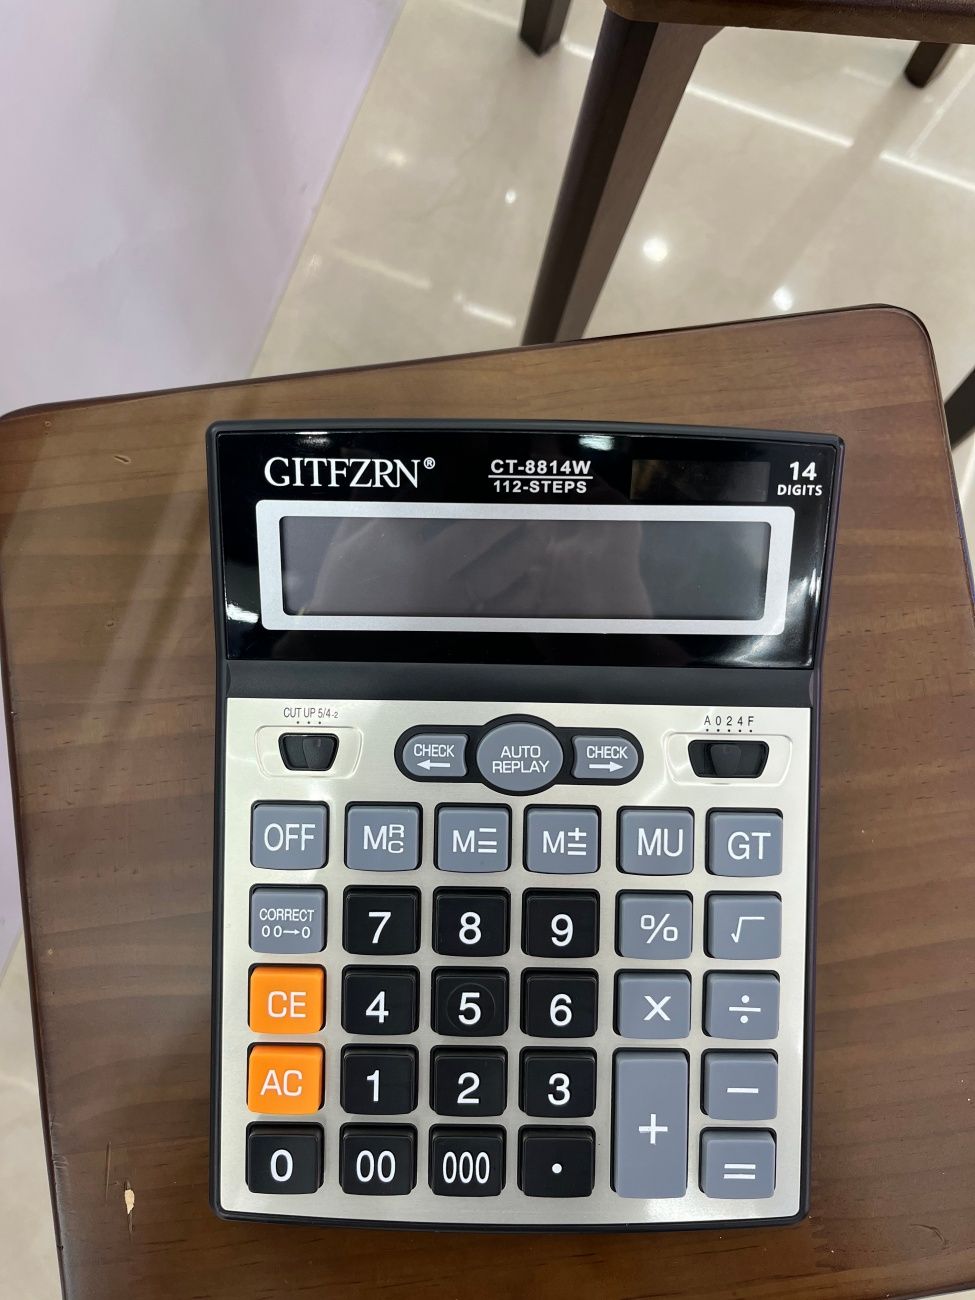 GITFZRN®
CT-8814W
112-STEPS
14
DIGITS
CUT UP 5/4 -2
CHECK
←
AUTO
REPLAY
CHECK
→
A 0 2 4 F
OFF
MRC
M=
M±
MU
GT
CORRECT
00→0
7
8
9
%
√
CE
4
5
6
×
÷
AC
1
2
3
+
−
0
00
000
.
=